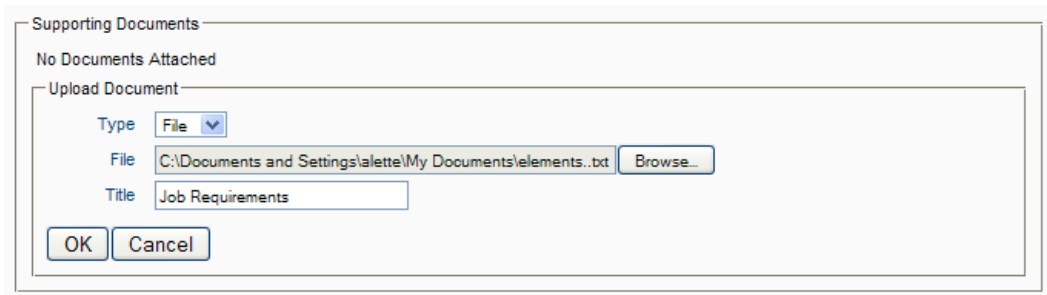 Supporting Documents
No Documents Attached
Upload Document
Type File
File C:\Documents and Settings\alette\My Documents\elements..txt Browse...
Title Job Requirements
OK Cancel